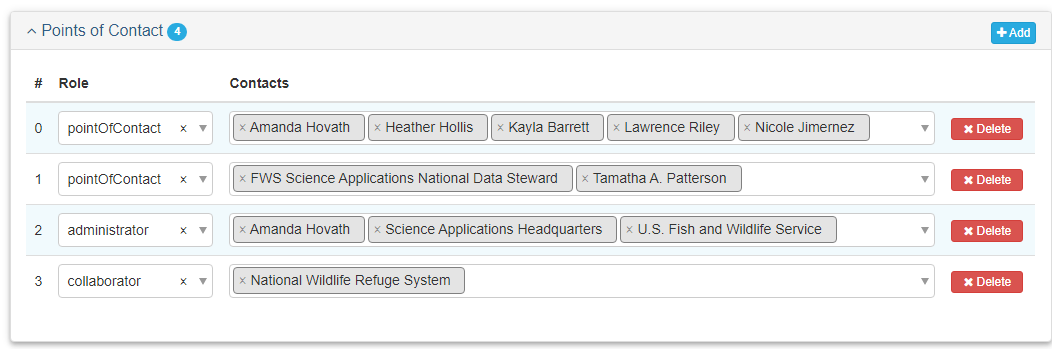 Points of Contact 4
+ Add
# Role Contacts
0 pointOfContact × × Amanda Hovath × Heather Hollis × Kayla Barrett × Lawrence Riley × Nicole Jimernez × Delete
1 pointOfContact × × FWS Science Applications National Data Steward × Tamatha A. Patterson × Delete
2 administrator × × Amanda Hovath × Science Applications Headquarters × U.S. Fish and Wildlife Service × Delete
3 collaborator × × National Wildlife Refuge System × Delete